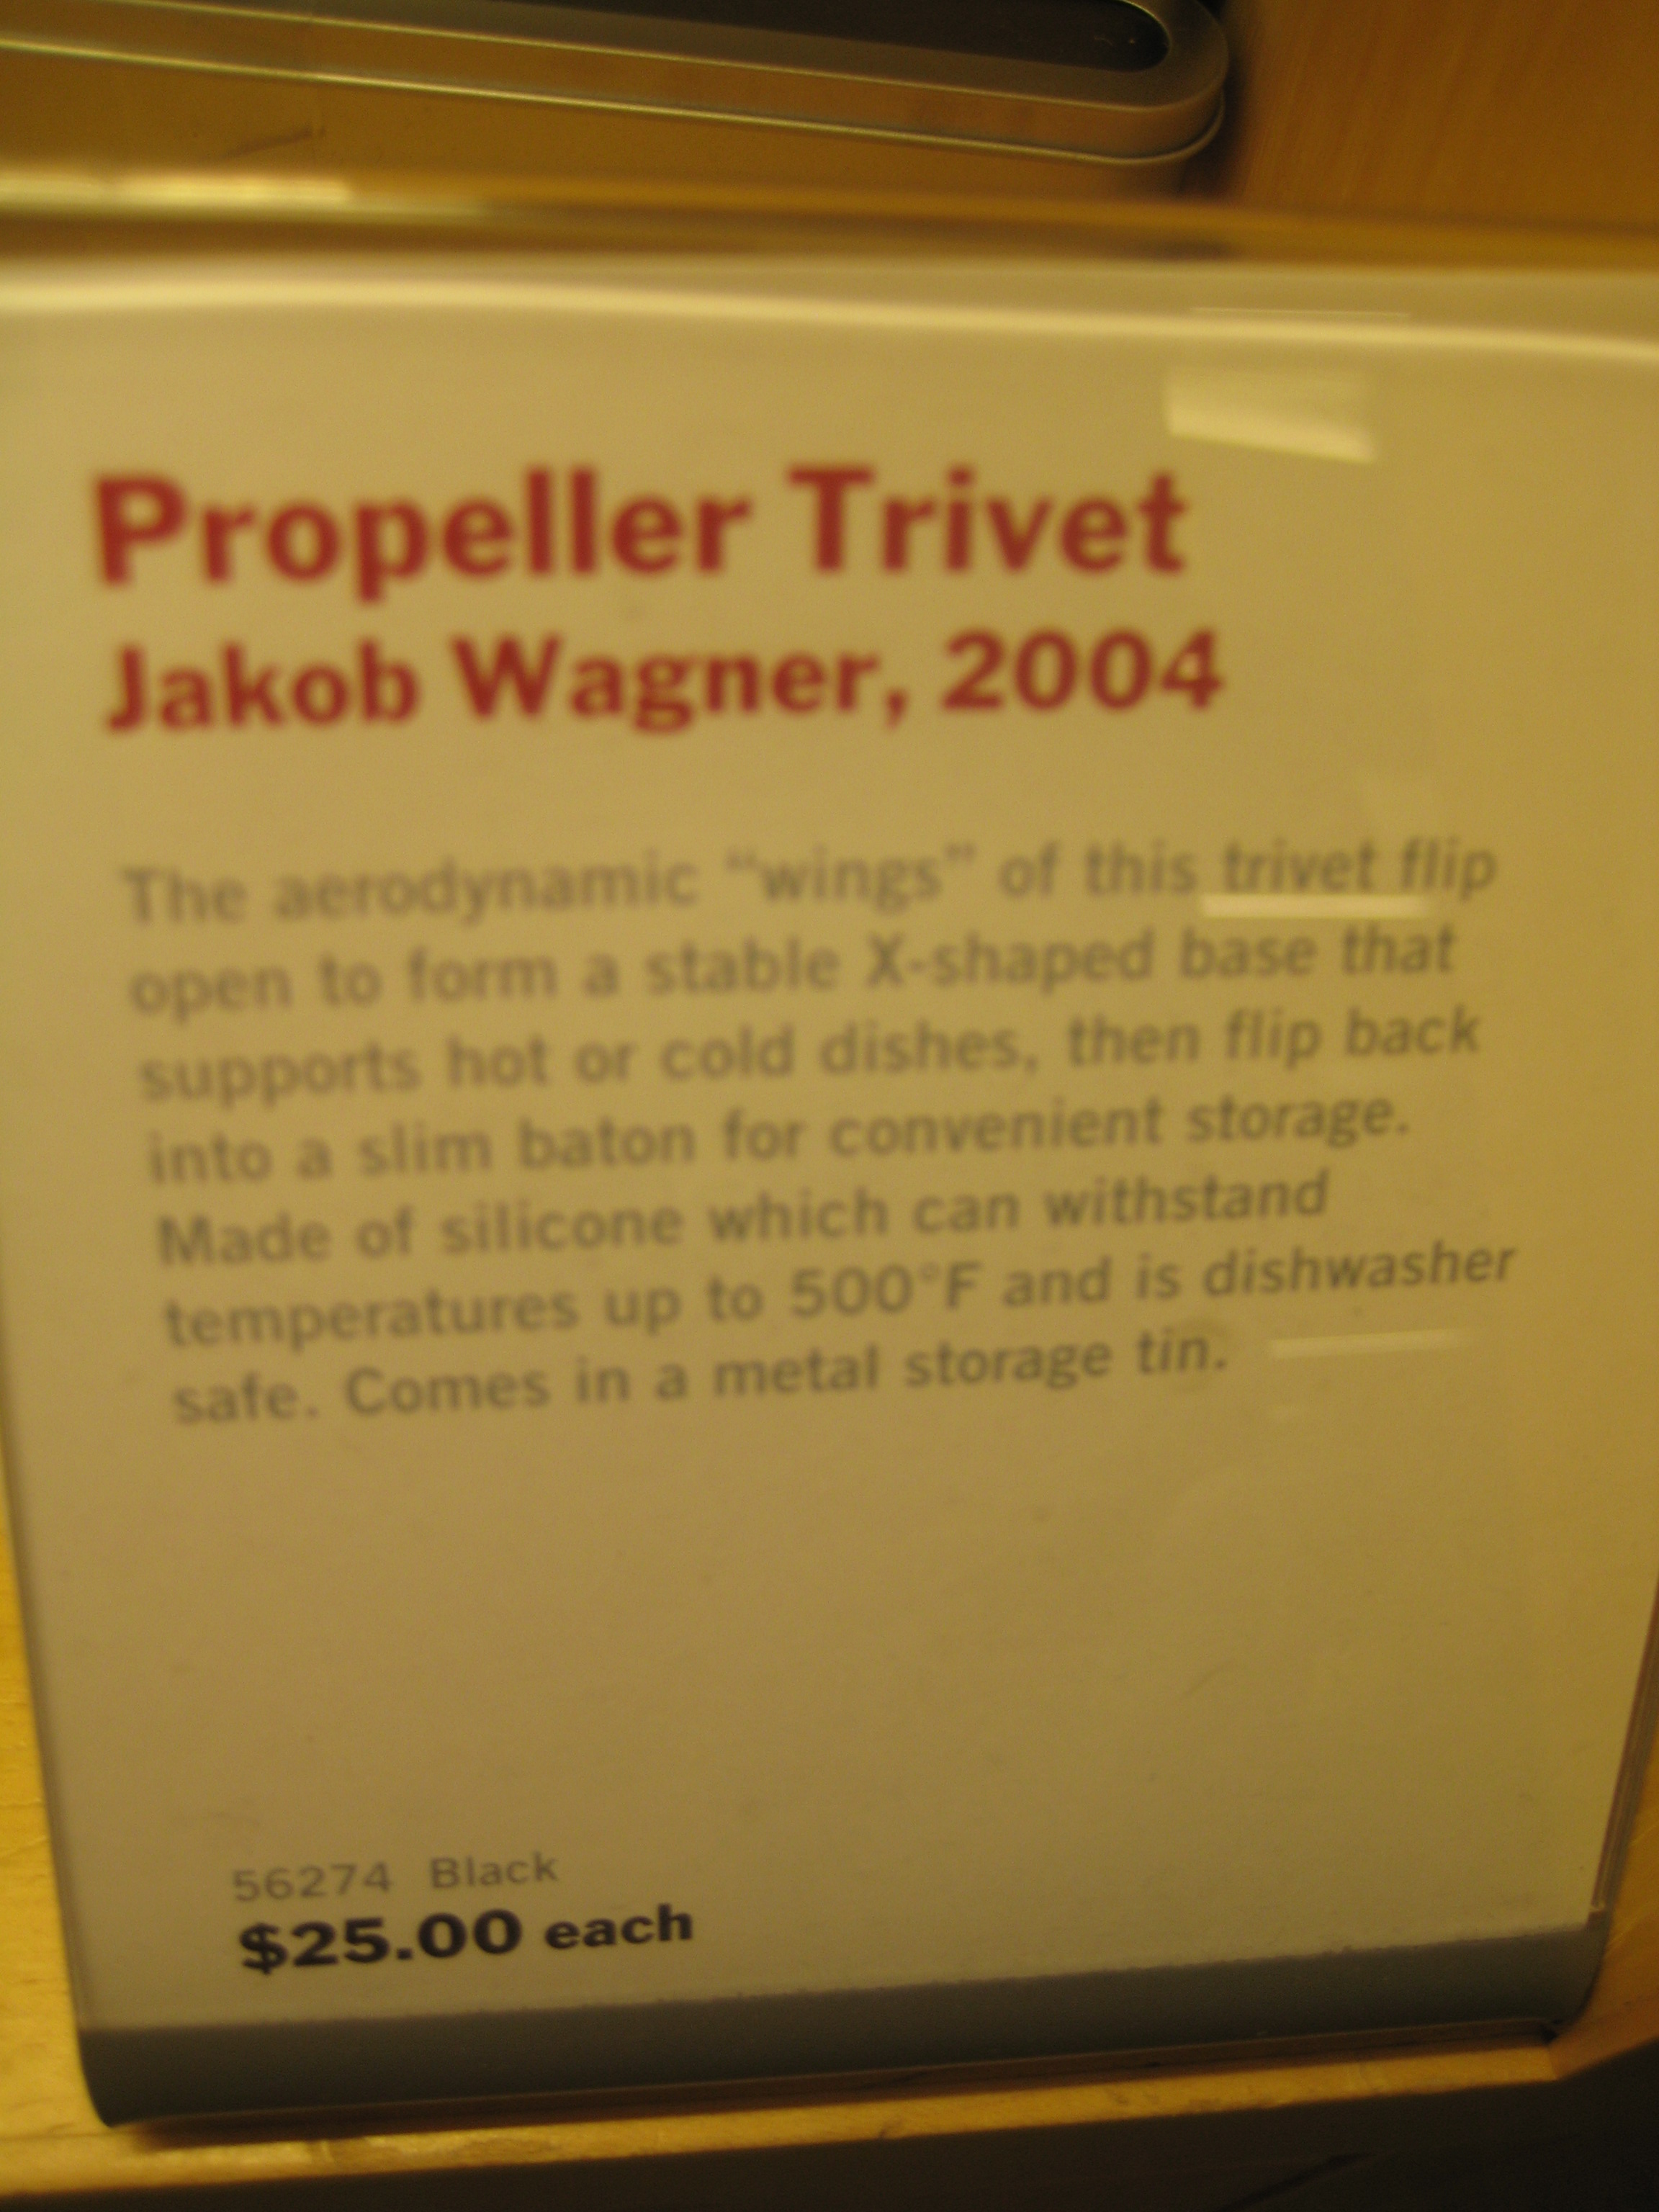 Propeller Trivet
Jakob Wagner, 2004
The aerodynamic “wings” of this trivet flip
open to form a stable X-shaped base that
supports hot or cold dishes, then flip back
into a slim baton for convenient storage.
Made of silicone which can withstand
temperatures up to 500°F and is dishwasher
safe. Comes in a metal storage tin.
56274 Black
$25.00 each